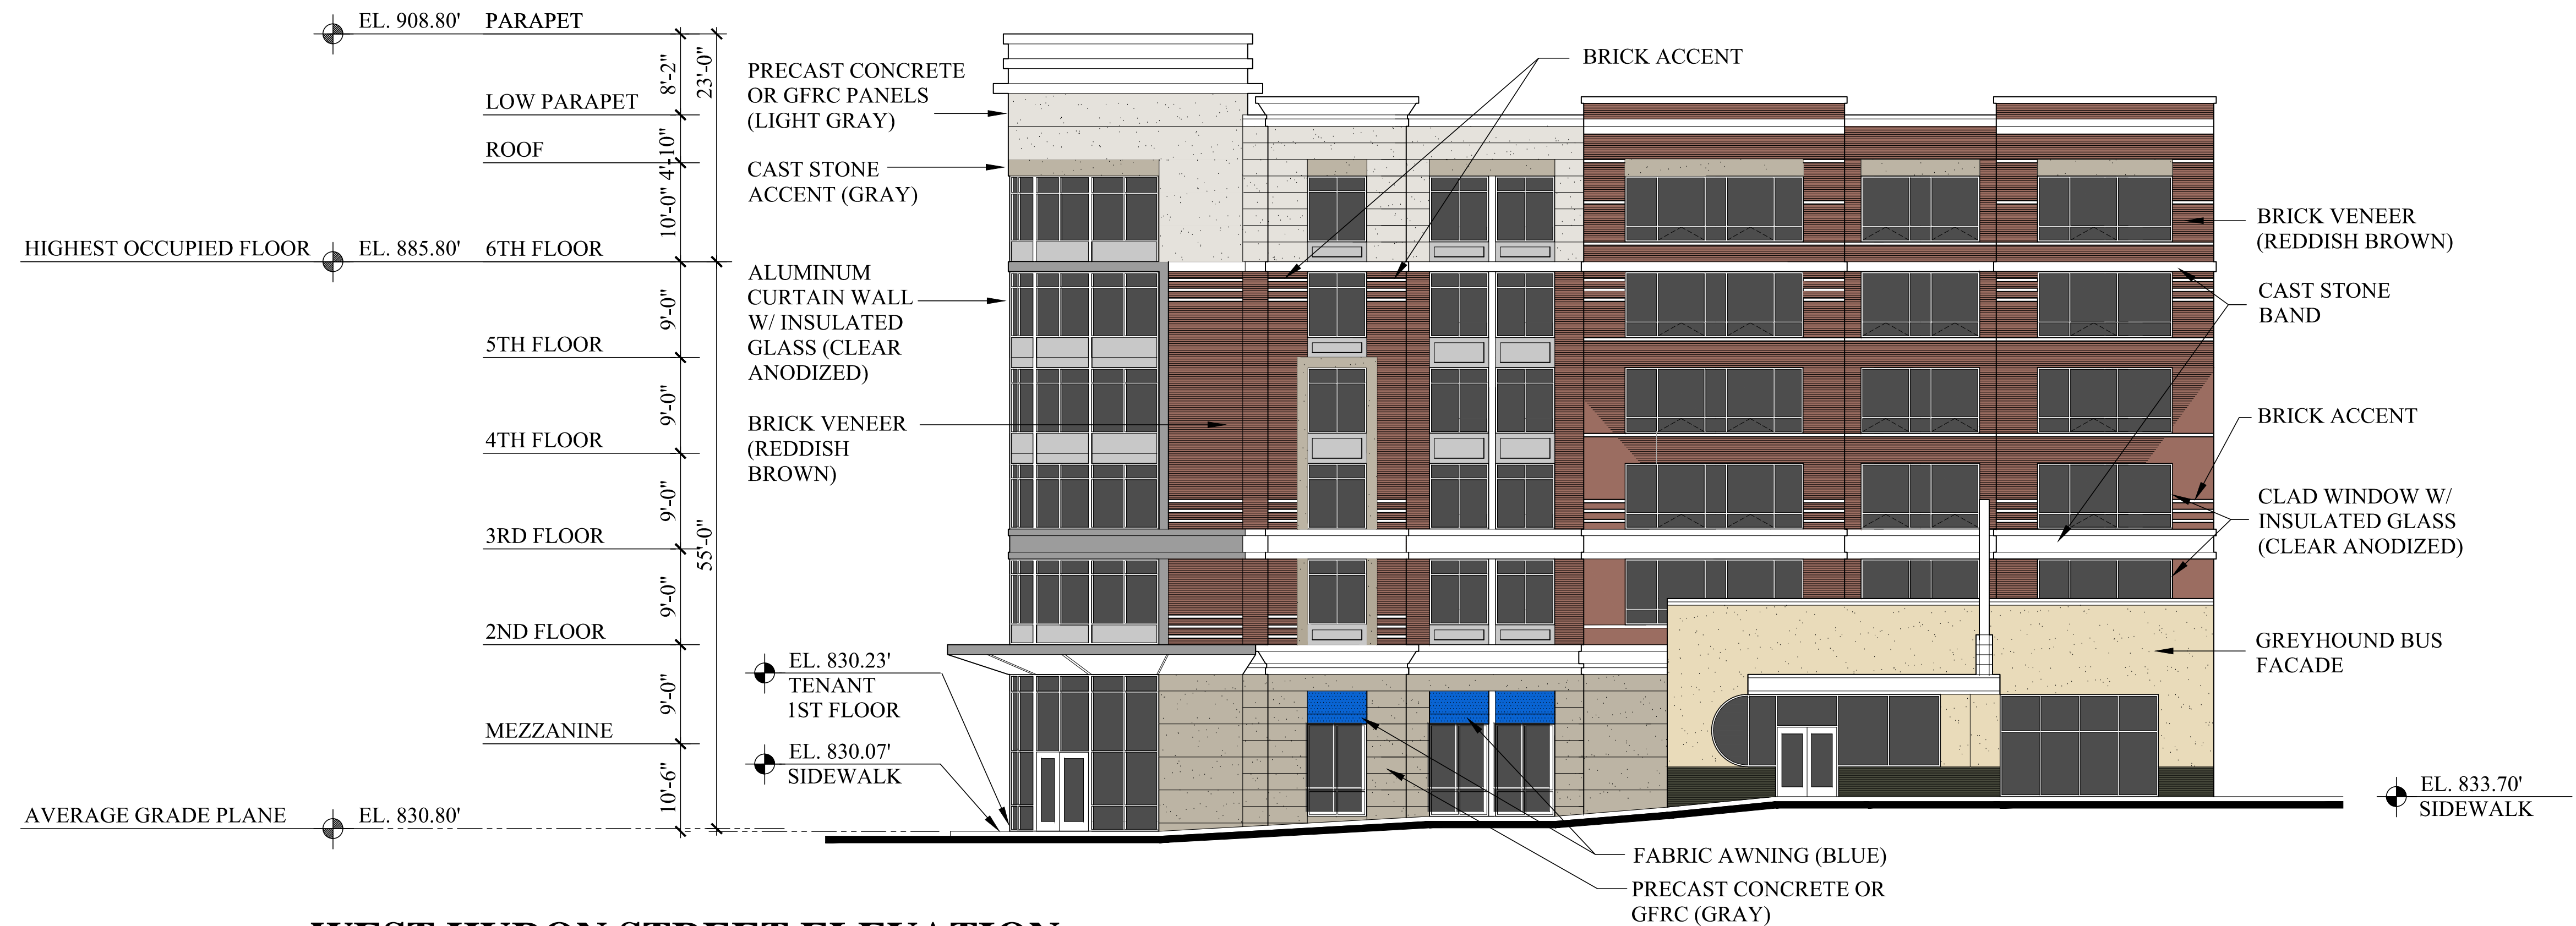 EL. 908.80' PARAPET
LOW PARAPET
ROOF
HIGHEST OCCUPIED FLOOR EL. 885.80' 6TH FLOOR
5TH FLOOR
4TH FLOOR
3RD FLOOR
2ND FLOOR
MEZZANINE
AVERAGE GRADE PLANE EL. 830.80'
8'-2"
4'-10"
10'-0"
9'-0"
9'-0"
9'-0"
9'-0"
9'-0"
10'-6"
23'-0"
55'-0"
PRECAST CONCRETE
OR GFRC PANELS
(LIGHT GRAY)
CAST STONE
ACCENT (GRAY)
ALUMINUM
CURTAIN WALL
W/ INSULATED
GLASS (CLEAR
ANODIZED)
BRICK VENEER
(REDDISH
BROWN)
EL. 830.23'
TENANT
1ST FLOOR
EL. 830.07'
SIDEWALK
BRICK ACCENT
BRICK VENEER
(REDDISH BROWN)
CAST STONE
BAND
BRICK ACCENT
CLAD WINDOW W/
INSULATED GLASS
(CLEAR ANODIZED)
GREYHOUND BUS
FACADE
EL. 833.70'
SIDEWALK
FABRIC AWNING (BLUE)
PRECAST CONCRETE OR
GFRC (GRAY)
WEST HURON STREET ELEVATION